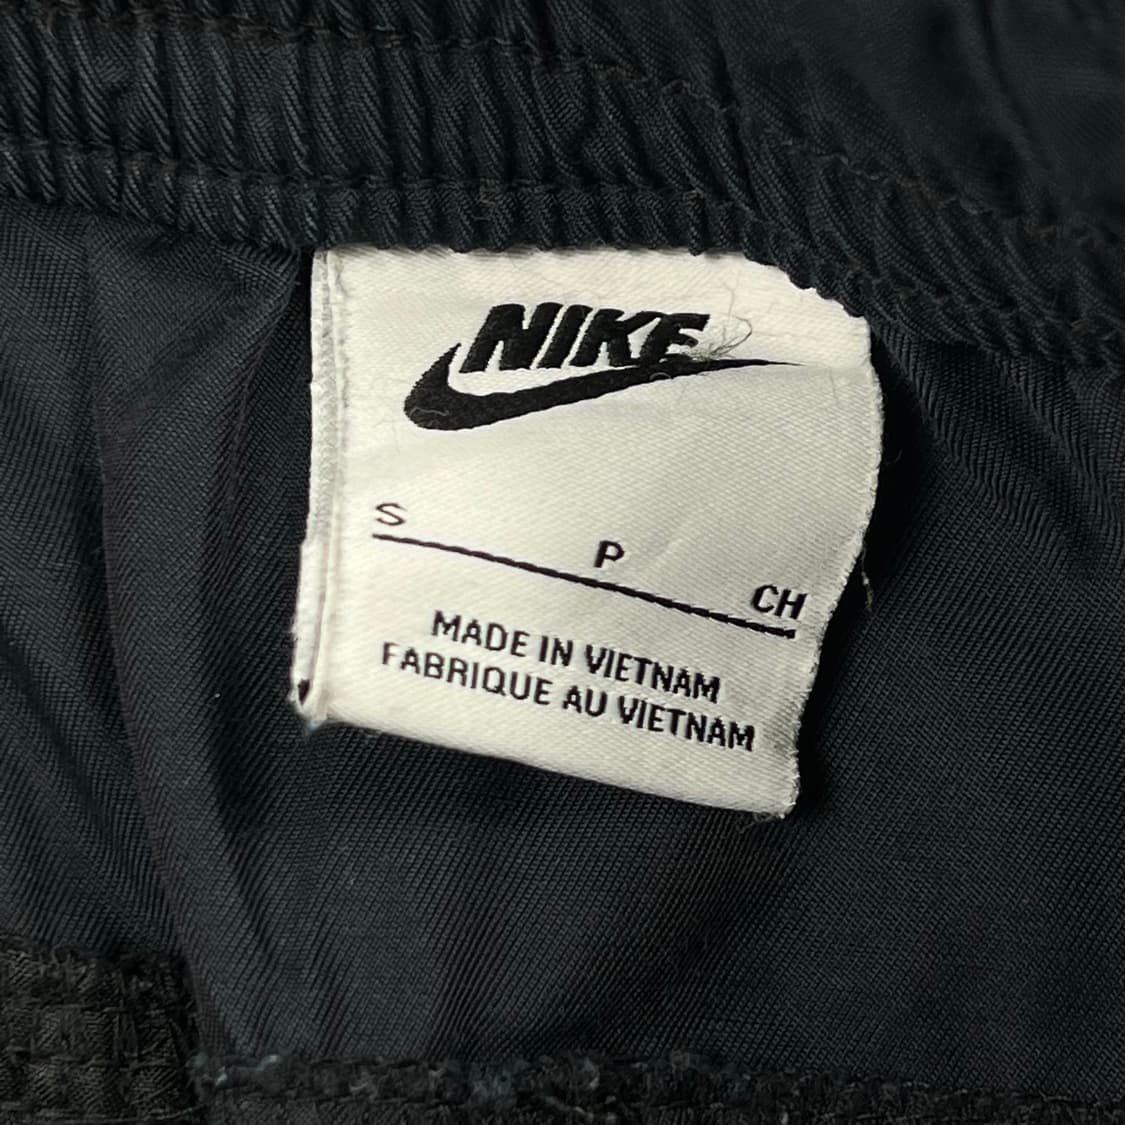 NIKE
S P CH
MADE IN VIETNAM
FABRIQUE AU VIETNAM